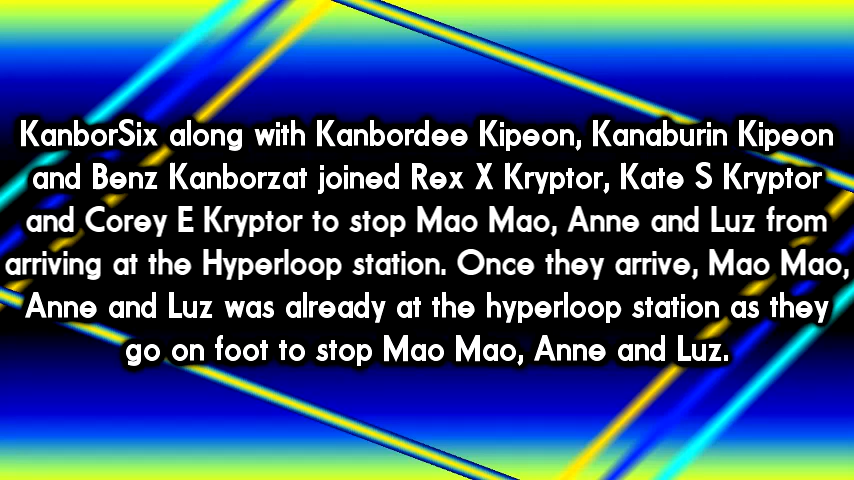 KanborSix along with Kanbordee Kipeon, Kanaburin Kipeon
and Benz Kanborzat joined Rex X Kryptor, Kate S Kryptor
and Corey E Kryptor to stop Mao Mao, Anne and Luz from
arriving at the Hyperloop station. Once they arrive, Mao Mao,
Anne and Luz was already at the hyperloop station as they
go on foot to stop Mao Mao, Anne and Luz.